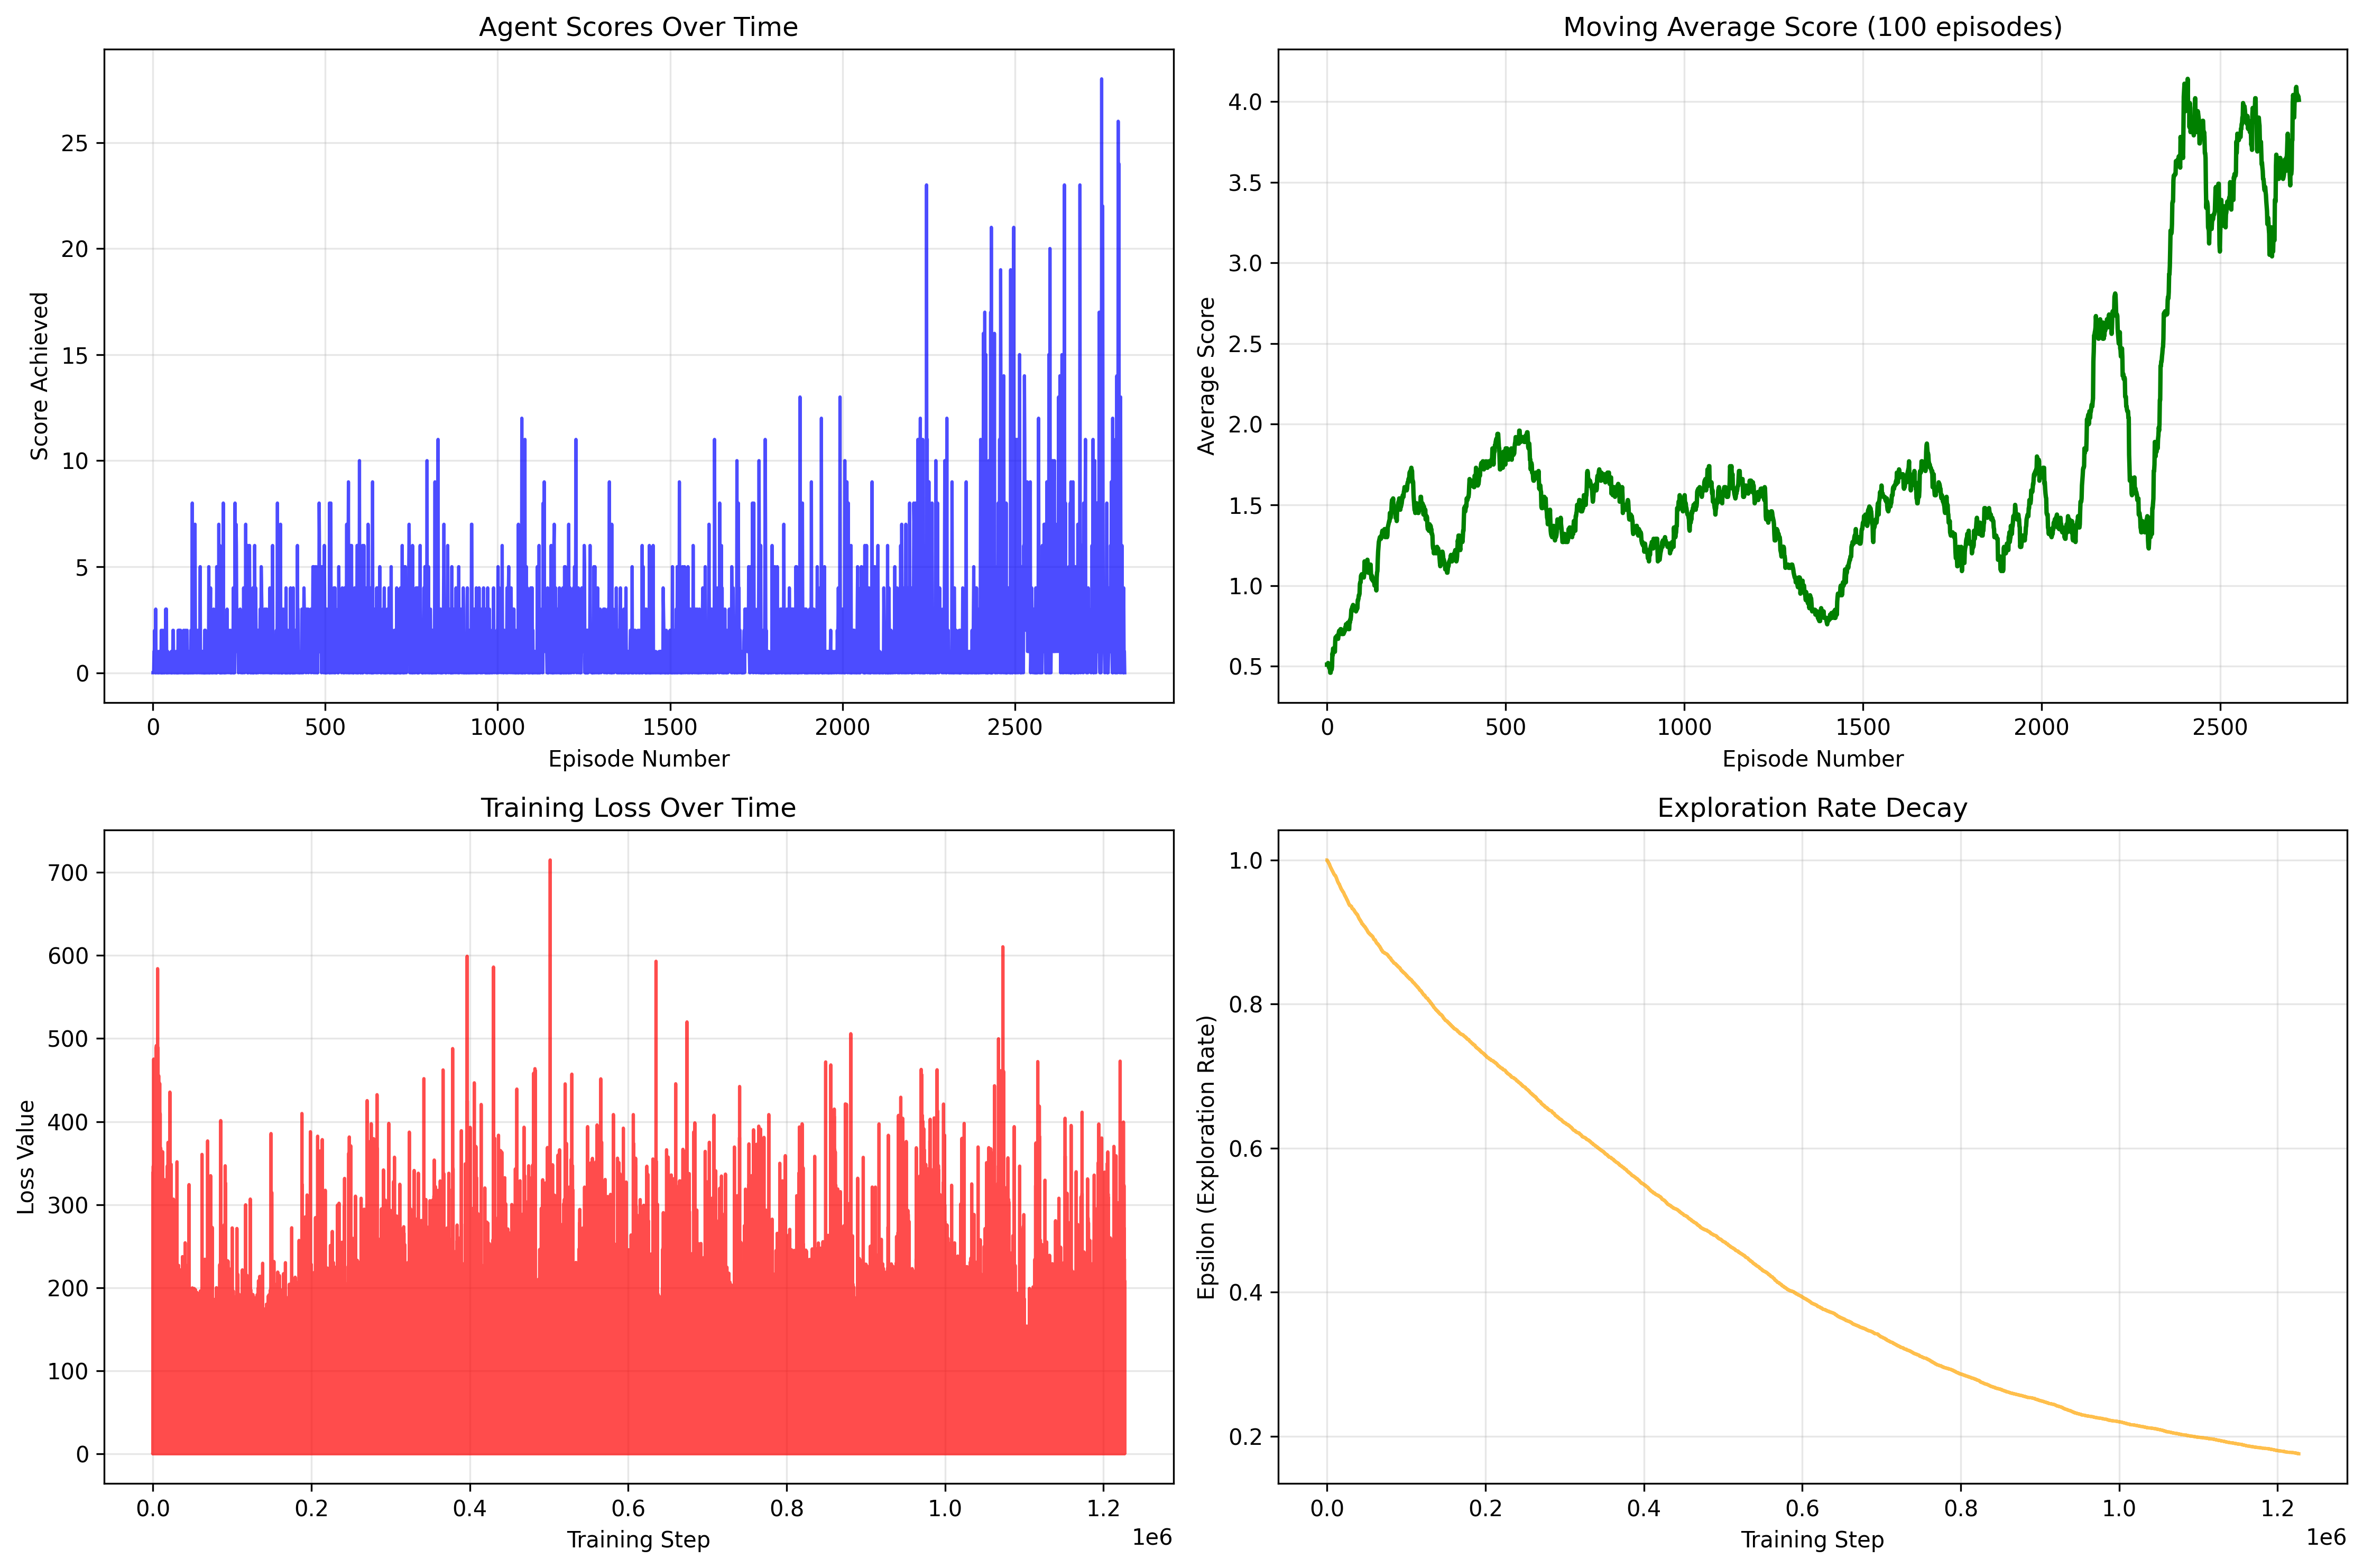 Agent Scores Over Time
Score Achieved
25
20
15
10
5
0
0 500 1000 1500 2000 2500
Episode Number
Moving Average Score (100 episodes)
Average Score
4.0
3.5
3.0
2.5
2.0
1.5
1.0
0.5
0 500 1000 1500 2000 2500
Episode Number
Training Loss Over Time
Loss Value
700
600
500
400
300
200
100
0
0.0 0.2 0.4 0.6 0.8 1.0 1.2
1e6
Training Step
Exploration Rate Decay
Epsilon (Exploration Rate)
1.0
0.8
0.6
0.4
0.2
0.0 0.2 0.4 0.6 0.8 1.0 1.2
1e6
Training Step